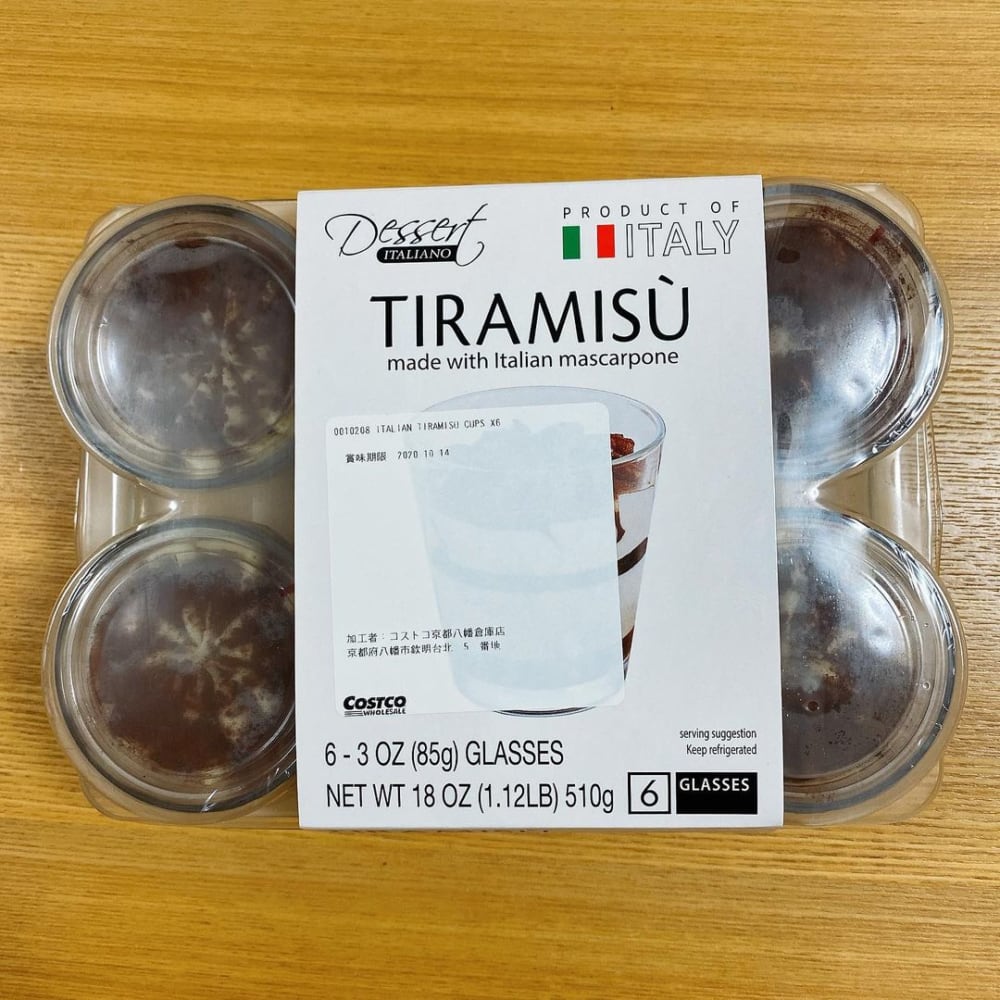 Dessert
ITALIANO
PRODUCT OF
ITALY
TIRAMISÙ
made with Italian mascarpone
0010208 ITALIAN TIRAMISU CUPS X6
賞味期限 2020 10 14
加工者：コストコ京都八幡倉庫店
京都府八幡市欽明台北 5 番地
COSTCO
WHOLESALE
serving suggestion
Keep refrigerated
6 - 3 OZ (85g) GLASSES
NET WT 18 OZ (1.12LB) 510g
6 GLASSES